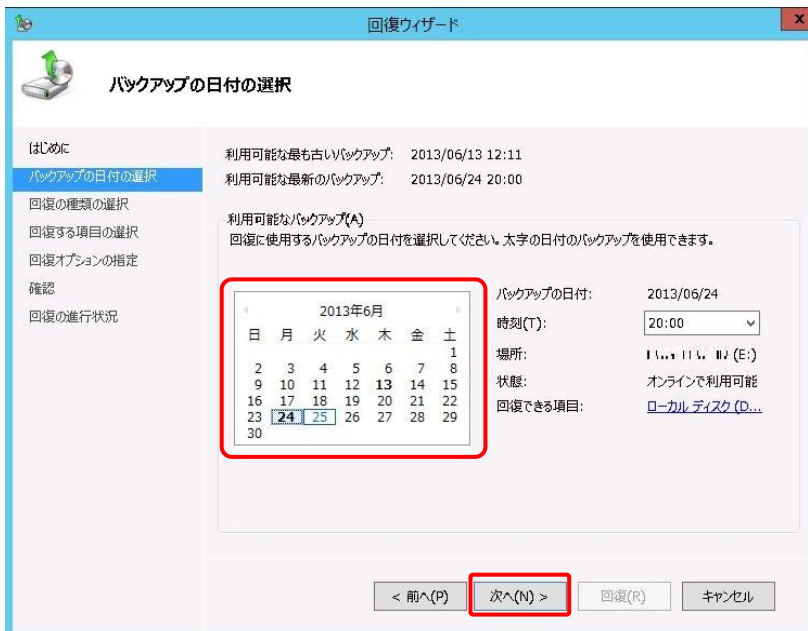 回復ウィザード
x
バックアップの日付の選択
はじめに
バックアップの日付の選択
回復の種類の選択
回復する項目の選択
回復オプションの指定
確認
回復の進行状況
利用可能な最も古いバックアップ: 2013/06/13 12:11
利用可能な最新のバックアップ: 2013/06/24 20:00
利用可能なバックアップ(A)
回復に使用するバックアップの日付を選択してください。太字の日付のバックアップを使用できます。
2013年6月
日 月 火 水 木 金 土
1
2 3 4 5 6 7 8
9 10 11 12 13 14 15
16 17 18 19 20 21 22
23 24 25 26 27 28 29
30
バックアップの日付: 2013/06/24
時刻(T): 20:00
場所: (E:)
状態: オンラインで利用可能
回復できる項目: ローカル ディスク (D...
< 前へ(P) 次へ(N) > 回復(R) キャンセル